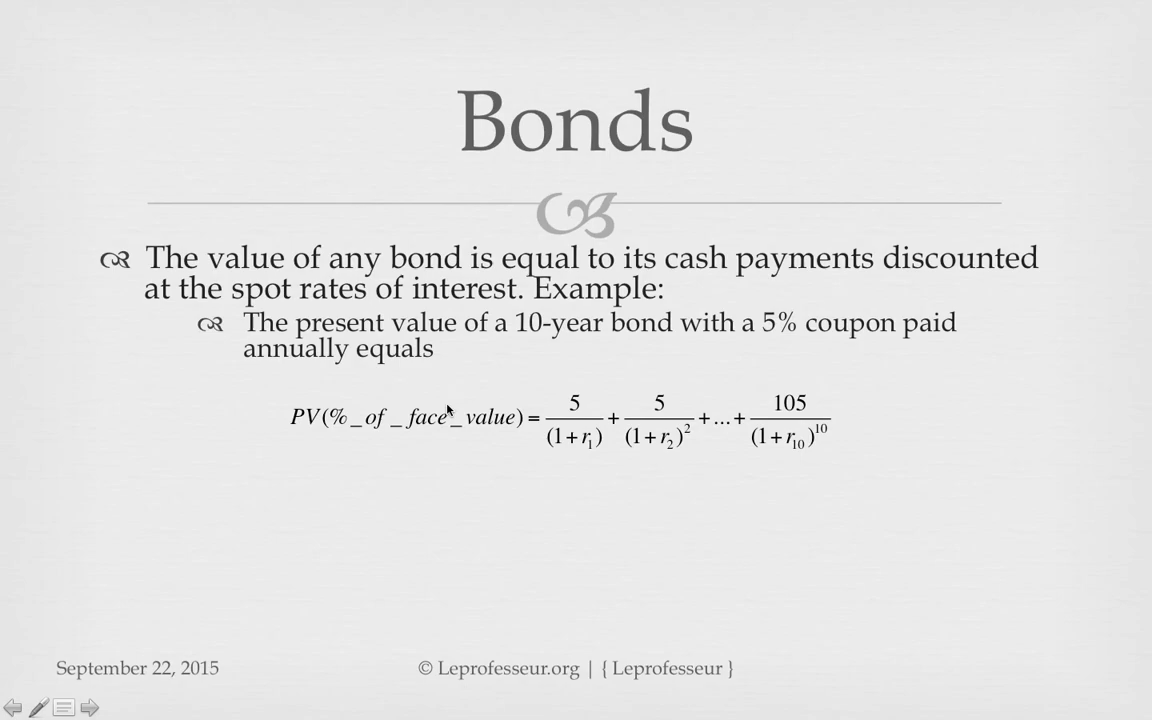 Bonds
The value of any bond is equal to its cash payments discounted
at the spot rates of interest. Example:
The present value of a 10-year bond with a 5% coupon paid
annually equals
PV(%_of_face_value) = 5/(1+r₁) + 5/(1+r₂)² + ... + 105/(1+r₁₀)¹⁰
September 22, 2015
© Leprofesseur.org | { Leprofesseur }